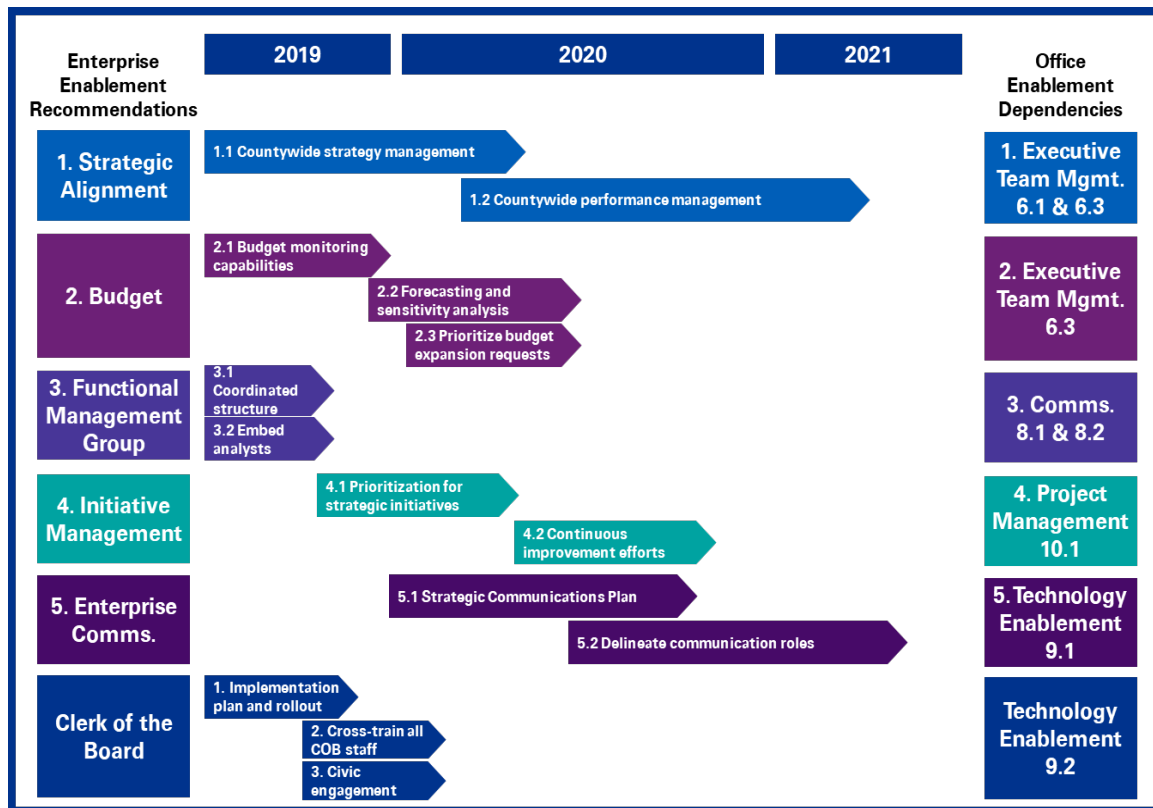 Enterprise
Enablement
Recommendations
2019
2020
2021
Office
Enablement
Dependencies
1. Strategic
Alignment
1.1 Countywide strategy management
1.2 Countywide performance management
1. Executive
Team Mgmt.
6.1 & 6.3
2. Budget
2.1 Budget monitoring
capabilities
2.2 Forecasting and
sensitivity analysis
2.3 Prioritize budget
expansion requests
2. Executive
Team Mgmt.
6.3
3. Functional
Management
Group
3.1
Coordinated
structure
3.2 Embed
analysts
3. Comms.
8.1 & 8.2
4. Initiative
Management
4.1 Prioritization for
strategic initiatives
4.2 Continuous
improvement efforts
4. Project
Management
10.1
5. Enterprise
Comms.
5.1 Strategic Communications Plan
5.2 Delineate communication roles
5. Technology
Enablement
9.1
Clerk of the
Board
1. Implementation
plan and rollout
2. Cross-train all
COB staff
3. Civic
engagement
Technology
Enablement
9.2